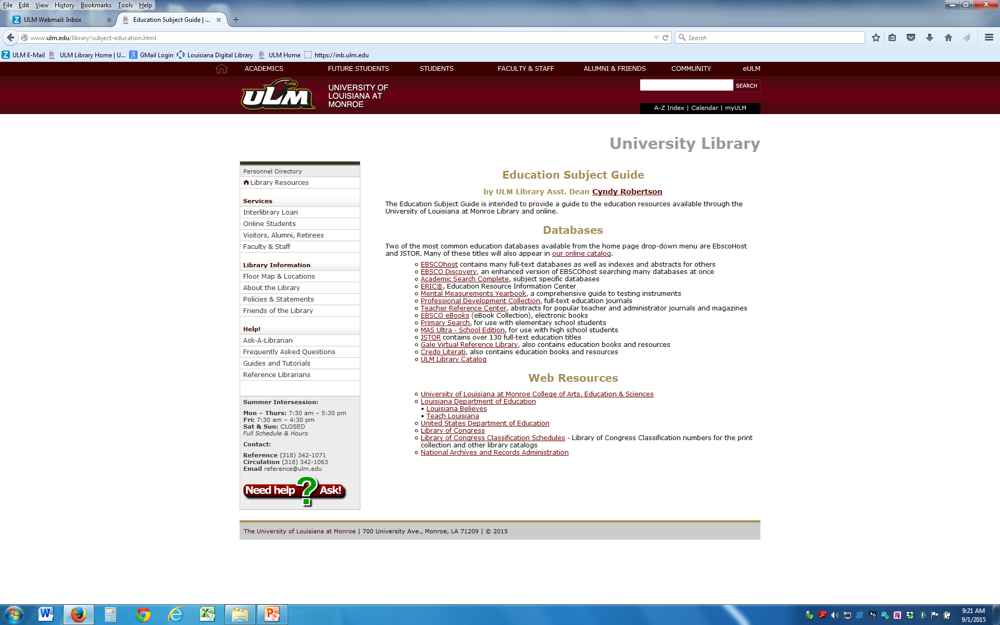 File Edit View History Bookmarks Tools Help
ULM Webmail: Inbox
Education Subject Guide | ...
www.ulm.edu/library/subject-education.html
Search
ULM E-Mail
ULM Library Home | U...
GMail Login
Louisiana Digital Library
ULM Home
https://inb.ulm.edu
ACADEMICS FUTURE STUDENTS STUDENTS FACULTY & STAFF ALUMNI & FRIENDS COMMUNITY eULM
ULM
UNIVERSITY OF
LOUISIANA AT
MONROE
SEARCH
A-Z Index | Calendar | myULM
University Library
Personnel Directory
Library Resources
Services
Interlibrary Loan
Online Students
Visitors, Alumni, Retirees
Faculty & Staff
Library Information
Floor Map & Locations
About the Library
Policies & Statements
Friends of the Library
Help!
Ask-A-Librarian
Frequently Asked Questions
Guides and Tutorials
Reference Librarians
Summer Intersession:
Mon – Thurs: 7:30 am – 5:30 pm
Fri: 7:30 am – 4:30 pm
Sat & Sun: CLOSED
Full Schedule & Hours
Contact:
Reference (318) 342-1071
Circulation (318) 342-1063
Email reference@ulm.edu
Need help ? Ask!
Education Subject Guide
by ULM Library Asst. Dean Cyndy Robertson
The Education Subject Guide is intended to provide a guide to the education resources available through the
University of Louisiana at Monroe Library and online.
Databases
Two of the most common education databases available from the home page drop-down menu are EbscoHost
and JSTOR. Many of these titles will also appear in our online catalog.
EBSCOhost contains many full-text databases as well as indexes and abstracts for others
EBSCO Discovery, an enhanced version of EBSCOhost searching many databases at once
Academic Search Complete, subject specific databases
ERIC®, Education Resource Information Center
Mental Measurements Yearbook, a comprehensive guide to testing instruments
Professional Development Collection, full-text education journals
Teacher Reference Center, abstracts for popular teacher and administrator journals and magazines
EBSCO eBooks (eBook Collection), electronic books
Primary Search, for use with elementary school students
MAS Ultra - School Edition, for use with high school students
JSTOR contains over 130 full-text education titles
Gale Virtual Reference Library, also contains education books and resources
Credo Literati, also contains education books and resources
ULM Library Catalog
Web Resources
University of Louisiana at Monroe College of Arts, Education & Sciences
Louisiana Department of Education
Louisiana Believes
Teach Louisiana
United States Department of Education
Library of Congress
Library of Congress Classification Schedules - Library of Congress Classification numbers for the print
collection and other library catalogs
National Archives and Records Administration
The University of Louisiana at Monroe | 700 University Ave., Monroe, LA 71209 | © 2015
9:21 AM
9/1/2015